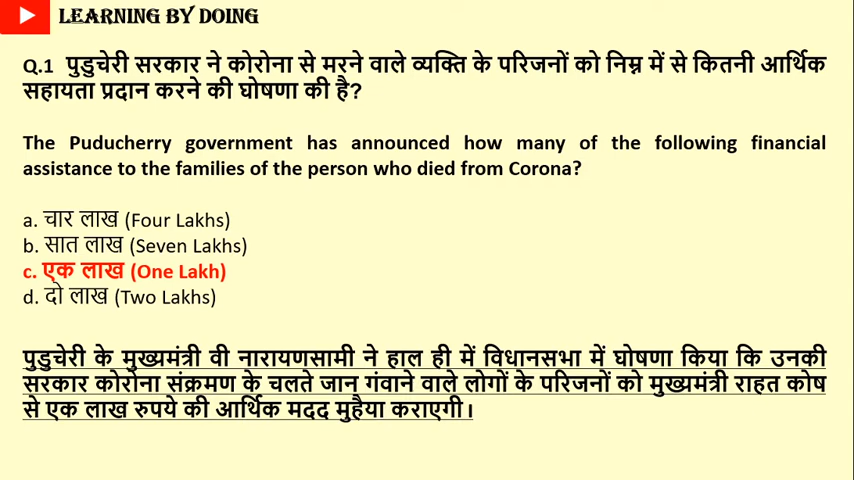 LEARNING BY DOING
Q.1 पुडुचेरी सरकार ने कोरोना से मरने वाले व्यक्ति के परिजनों को निम्न में से कितनी आर्थिक
सहायता प्रदान करने की घोषणा की है?
The Puducherry government has announced how many of the following financial
assistance to the families of the person who died from Corona?
a. चार लाख (Four Lakhs)
b. सात लाख (Seven Lakhs)
c. एक लाख (One Lakh)
d. दो लाख (Two Lakhs)
पुडुचेरी के मुख्यमंत्री वी नारायणसामी ने हाल ही में विधानसभा में घोषणा किया कि उनकी
सरकार कोरोना संक्रमण के चलते जान गंवाने वाले लोगों के परिजनों को मुख्यमंत्री राहत कोष
से एक लाख रुपये की आर्थिक मदद मुहैया कराएगी।